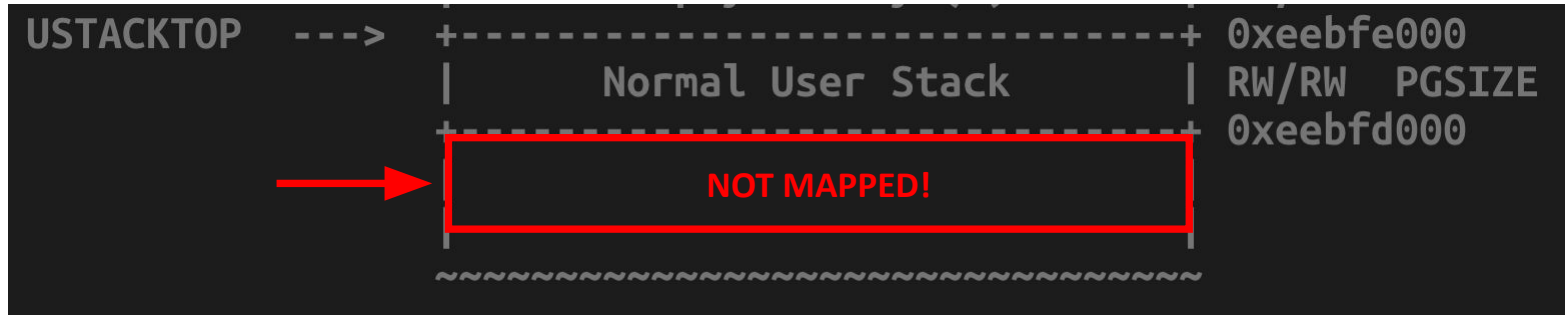 USTACKTOP ---> +------------------------------+ 0xeebfe000
| Normal User Stack | RW/RW PGSIZE
+------------------------------+ 0xeebfd000
NOT MAPPED!
~~~~~~~~~~~~~~~~~~~~~~~~~~~~~~~~